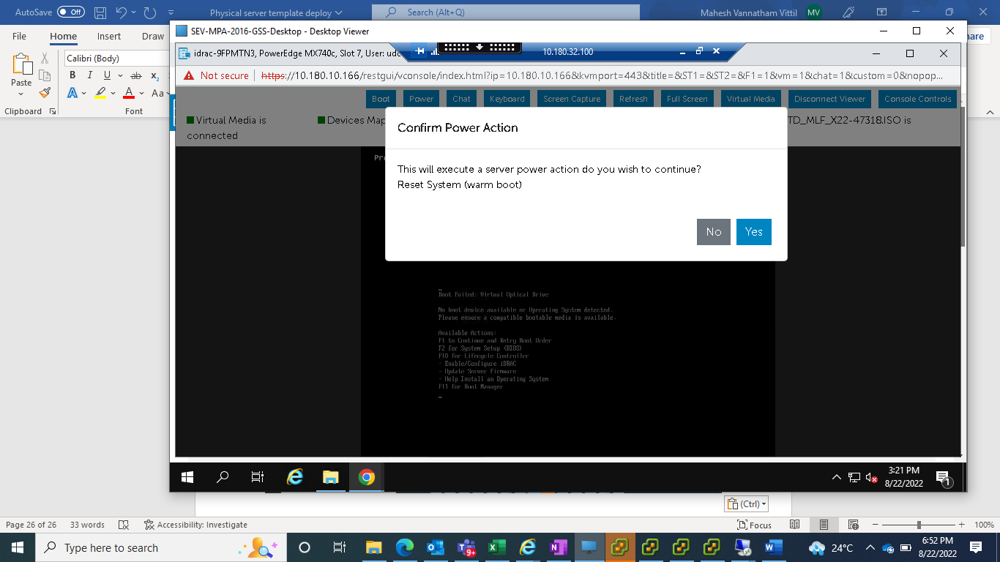 AutoSave Off Physical server template deploy Search (Alt+Q) Mahesh Vannatham Vittil MV
File Home Insert Draw
Calibri (Body)
Paste
B I U ab x₂
A A Aa
Clipboard Font
SEV-MPA-2016-GSS-Desktop - Desktop Viewer
idrac-9FPMTN3, PowerEdge MX740c, Slot 7, User: 10.180.32.100
Not secure https://10.180.10.166/restgui/vconsole/index.html?ip=10.180.10.166&kvmport=443&title=&ST1=&ST2=&F1=1&vm=1&chat=1&custom=0&nopop...
Boot Power Chat Keyboard Screen Capture Refresh Full Screen Virtual Media Disconnect Viewer Console Controls
Virtual Media is connected
Devices Map
TD_MLF_X22-47318.ISO is
Confirm Power Action
This will execute a server power action do you wish to continue?
Reset System (warm boot)
No Yes
Boot Failed: Virtual Optical Drive
No boot device available or Operating System detected.
Please ensure a compatible bootable media is available.
Available Actions:
F1 to Continue and Retry Boot Order
F2 for System Setup (BIOS)
F10 for Lifecycle Controller
- Enable/Configure iDRAC
- Update Server Firmware
- Help Install an Operating System
F11 for Boot Manager
3:21 PM
8/22/2022
1
(Ctrl)
Page 26 of 26 33 words Accessibility: Investigate Focus 100%
Type here to search
9+
24°C
6:52 PM
8/22/2022